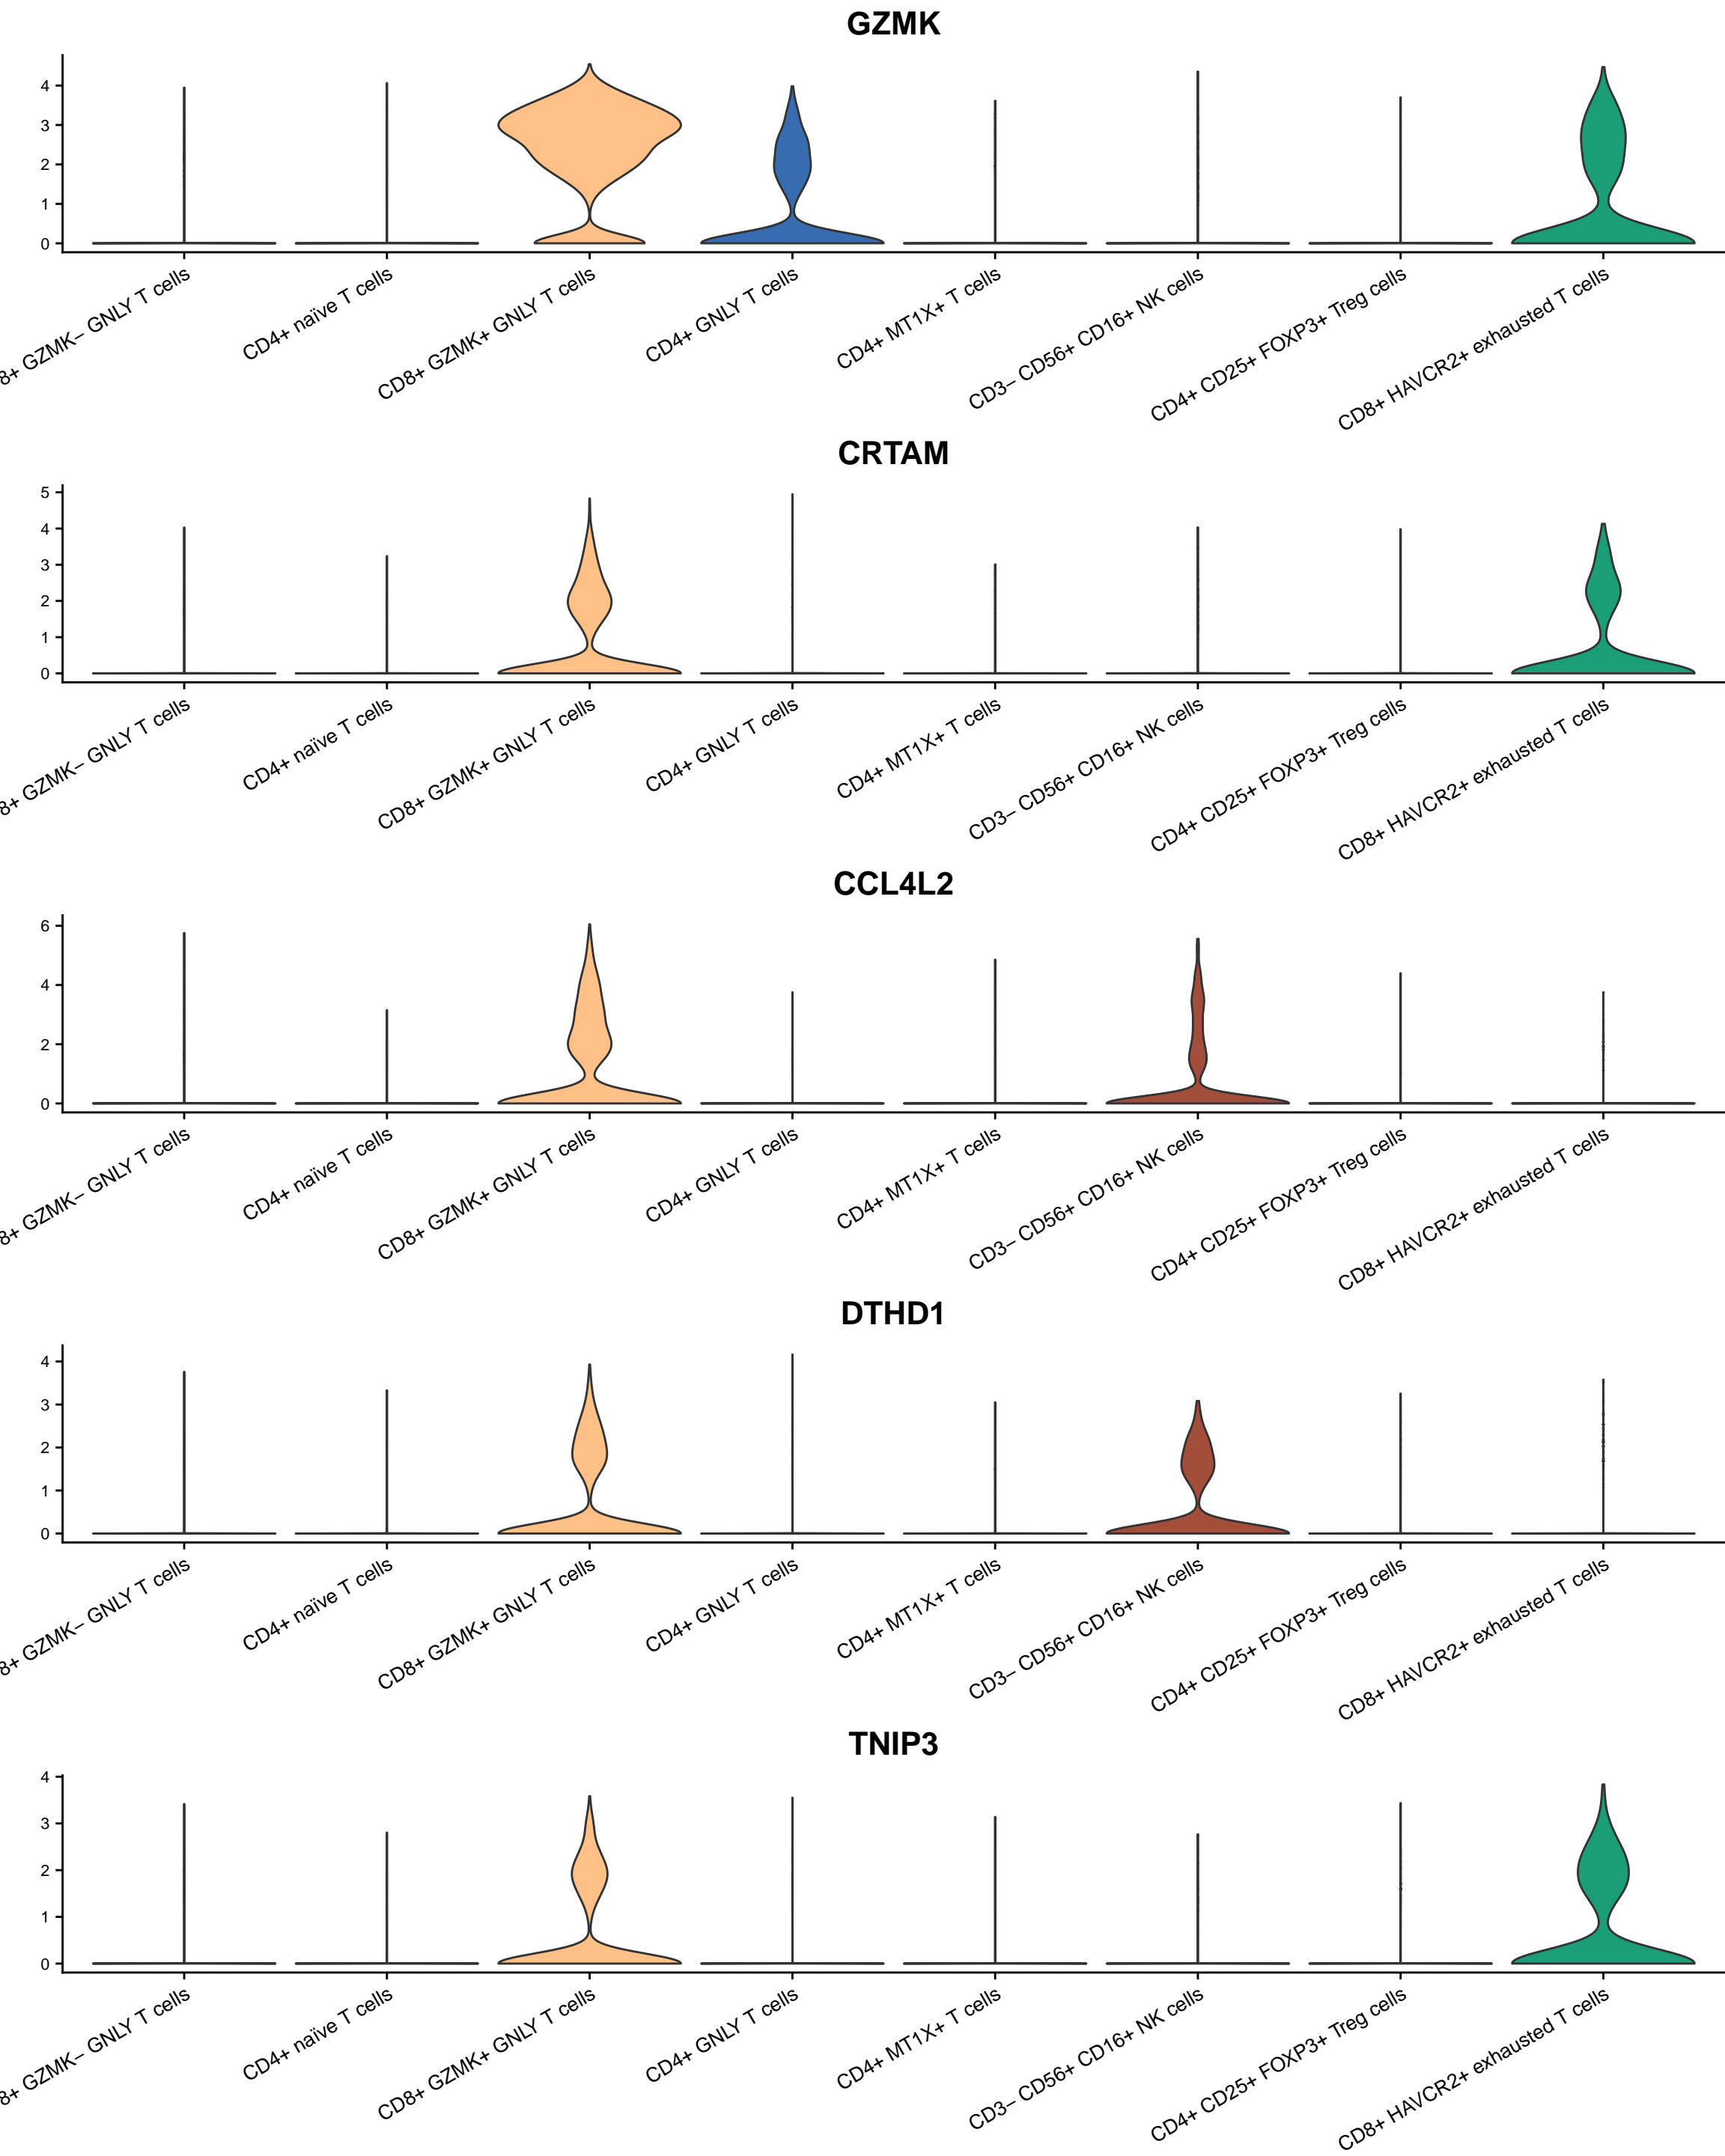 GZMK
4
3
2
1
0
8+ GZMK− GNLY T cells
CD4+ naïve T cells
CD8+ GZMK+ GNLY T cells
CD4+ GNLY T cells
CD4+ MT1X+ T cells
CD3− CD56+ CD16+ NK cells
CD4+ CD25+ FOXP3+ Treg cells
CD8+ HAVCR2+ exhausted T cells
CRTAM
5
4
3
2
1
0
8+ GZMK− GNLY T cells
CD4+ naïve T cells
CD8+ GZMK+ GNLY T cells
CD4+ GNLY T cells
CD4+ MT1X+ T cells
CD3− CD56+ CD16+ NK cells
CD4+ CD25+ FOXP3+ Treg cells
CD8+ HAVCR2+ exhausted T cells
CCL4L2
6
4
2
0
8+ GZMK− GNLY T cells
CD4+ naïve T cells
CD8+ GZMK+ GNLY T cells
CD4+ GNLY T cells
CD4+ MT1X+ T cells
CD3− CD56+ CD16+ NK cells
CD4+ CD25+ FOXP3+ Treg cells
CD8+ HAVCR2+ exhausted T cells
DTHD1
4
3
2
1
0
8+ GZMK− GNLY T cells
CD4+ naïve T cells
CD8+ GZMK+ GNLY T cells
CD4+ GNLY T cells
CD4+ MT1X+ T cells
CD3− CD56+ CD16+ NK cells
CD4+ CD25+ FOXP3+ Treg cells
CD8+ HAVCR2+ exhausted T cells
TNIP3
4
3
2
1
0
8+ GZMK− GNLY T cells
CD4+ naïve T cells
CD8+ GZMK+ GNLY T cells
CD4+ GNLY T cells
CD4+ MT1X+ T cells
CD3− CD56+ CD16+ NK cells
CD4+ CD25+ FOXP3+ Treg cells
CD8+ HAVCR2+ exhausted T cells